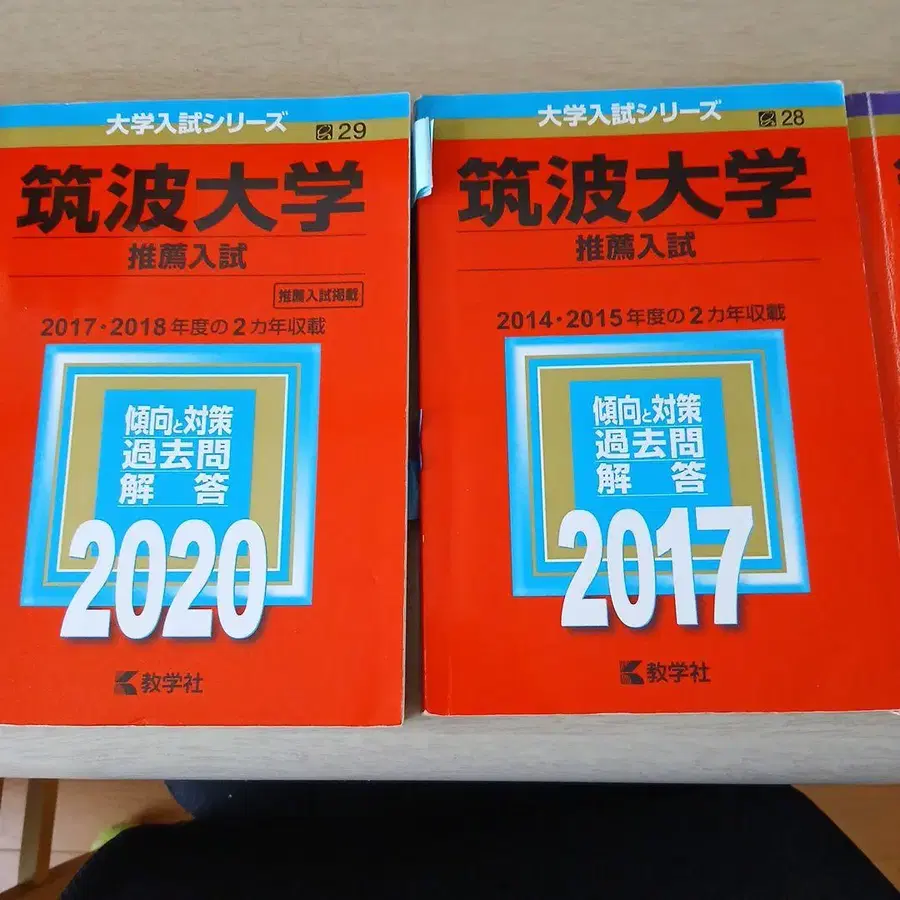 大学入試シリーズ
29
筑波大学
推薦入試
推薦入試掲載
2017・2018年度の2カ年収載
傾向と対策
過去問
解答
2020
教学社
大学入試シリーズ
28
筑波大学
推薦入試
2014・2015年度の2カ年収載
傾向と対策
過去問
解答
2017
教学社